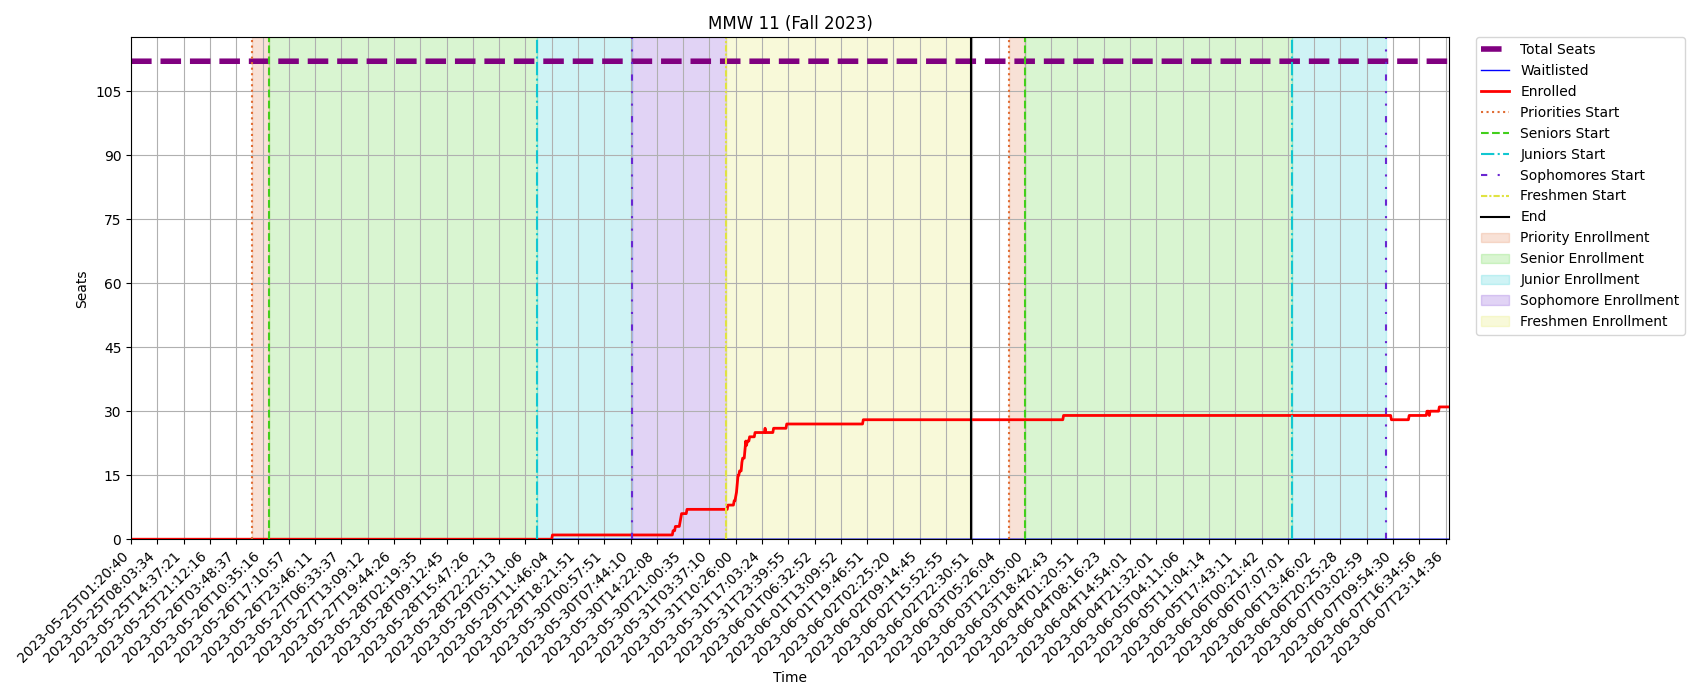 MMW 11 (Fall 2023)
Seats
105
90
75
60
45
30
15
0
2023-05-25T01:20:40
2023-05-25T08:03:34
2023-05-25T14:37:21
2023-05-25T21:12:16
2023-05-26T03:48:37
2023-05-26T10:35:16
2023-05-26T17:10:57
2023-05-26T23:46:11
2023-05-27T06:33:37
2023-05-27T13:09:12
2023-05-27T19:44:26
2023-05-28T02:19:35
2023-05-28T09:12:45
2023-05-28T15:47:26
2023-05-28T22:22:13
2023-05-29T05:11:06
2023-05-29T11:46:04
2023-05-29T18:21:51
2023-05-30T00:57:51
2023-05-30T07:44:10
2023-05-30T14:22:08
2023-05-30T21:00:35
2023-05-31T03:37:10
2023-05-31T10:26:00
2023-05-31T17:03:24
2023-05-31T23:39:55
2023-06-01T06:32:52
2023-06-01T13:09:52
2023-06-01T19:46:51
2023-06-02T02:25:20
2023-06-02T09:14:45
2023-06-02T15:52:55
2023-06-02T22:30:51
2023-06-03T05:26:04
2023-06-03T12:05:00
2023-06-03T18:42:43
2023-06-04T01:20:51
2023-06-04T08:16:23
2023-06-04T14:54:01
2023-06-04T21:32:01
2023-06-05T04:11:06
2023-06-05T11:04:14
2023-06-05T17:43:11
2023-06-06T00:21:42
2023-06-06T07:07:01
2023-06-06T13:46:02
2023-06-06T20:25:28
2023-06-07T03:02:59
2023-06-07T09:54:30
2023-06-07T16:34:56
2023-06-07T23:14:36
Time
Total Seats
Waitlisted
Enrolled
Priorities Start
Seniors Start
Juniors Start
Sophomores Start
Freshmen Start
End
Priority Enrollment
Senior Enrollment
Junior Enrollment
Sophomore Enrollment
Freshmen Enrollment